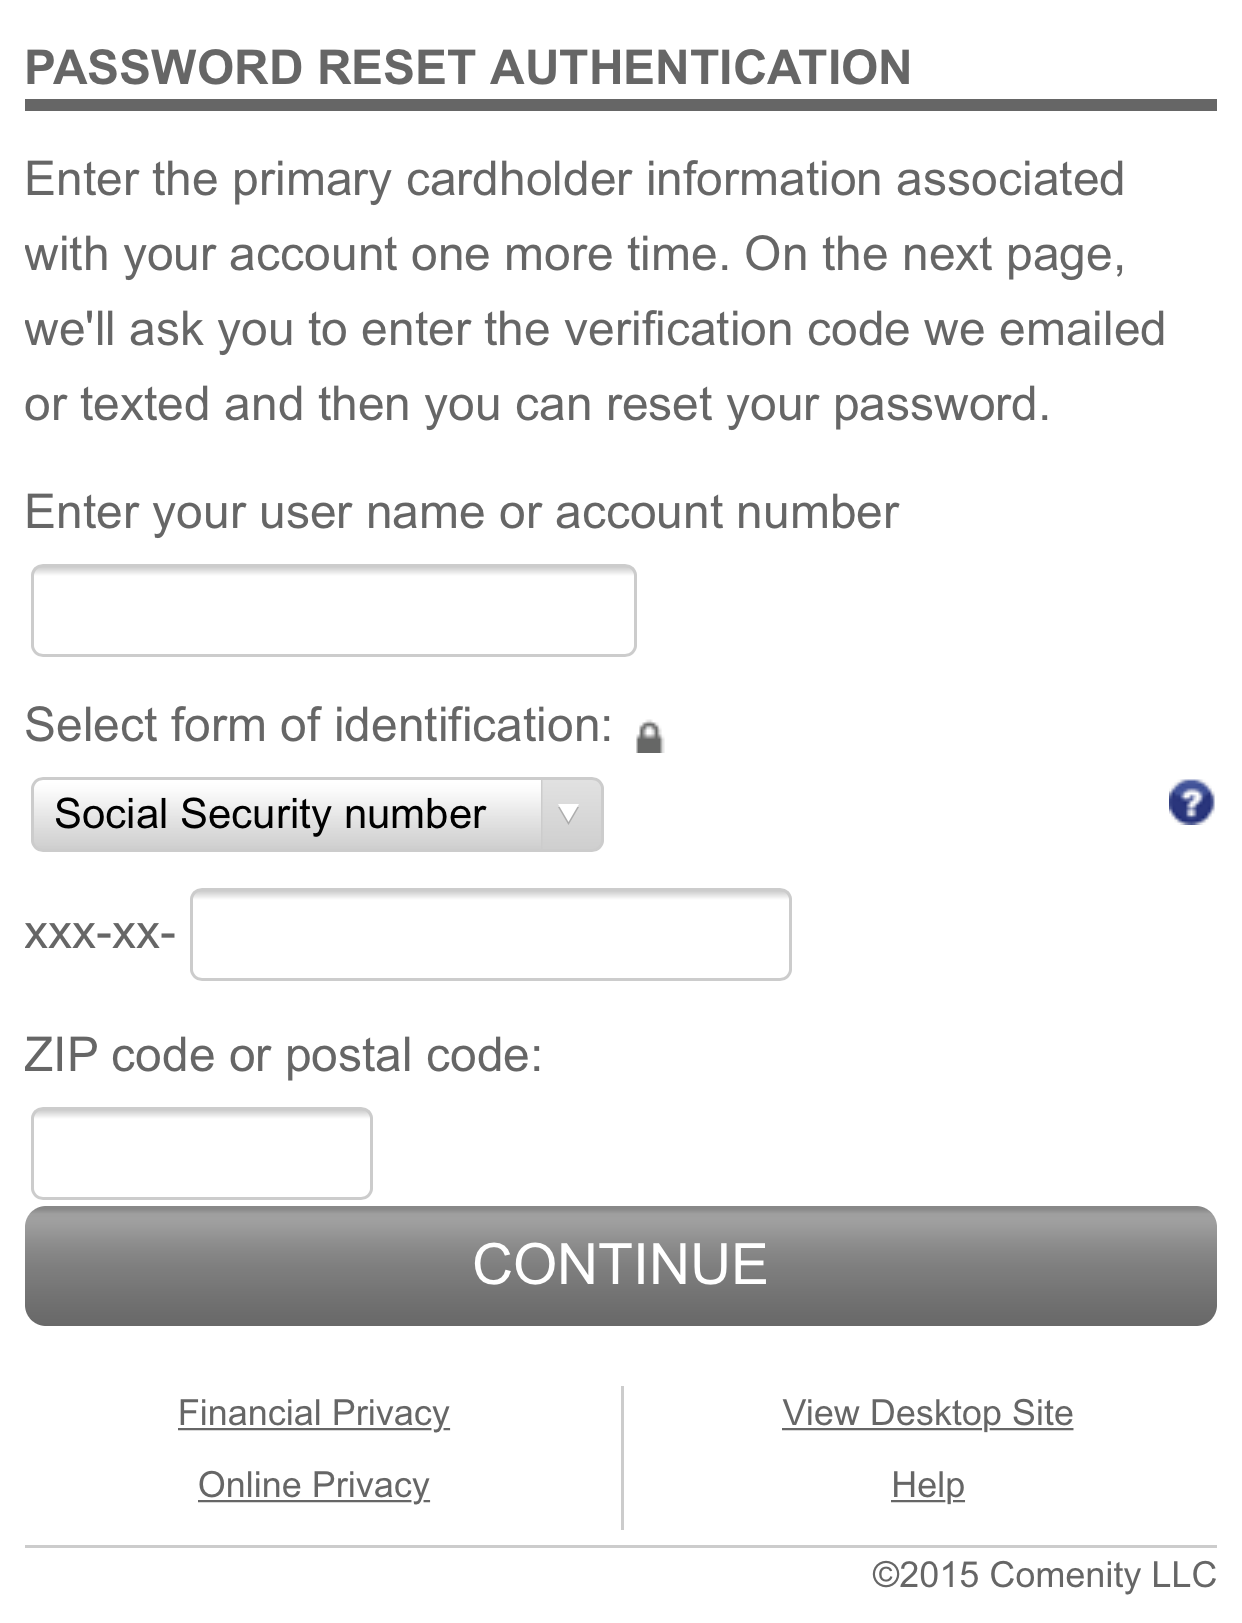 PASSWORD RESET AUTHENTICATION
Enter the primary cardholder information associated
with your account one more time. On the next page,
we'll ask you to enter the verification code we emailed
or texted and then you can reset your password.
Enter your user name or account number
Select form of identification:
Social Security number
?
xxx-xx-
ZIP code or postal code:
CONTINUE
Financial Privacy
View Desktop Site
Online Privacy
Help
©2015 Comenity LLC